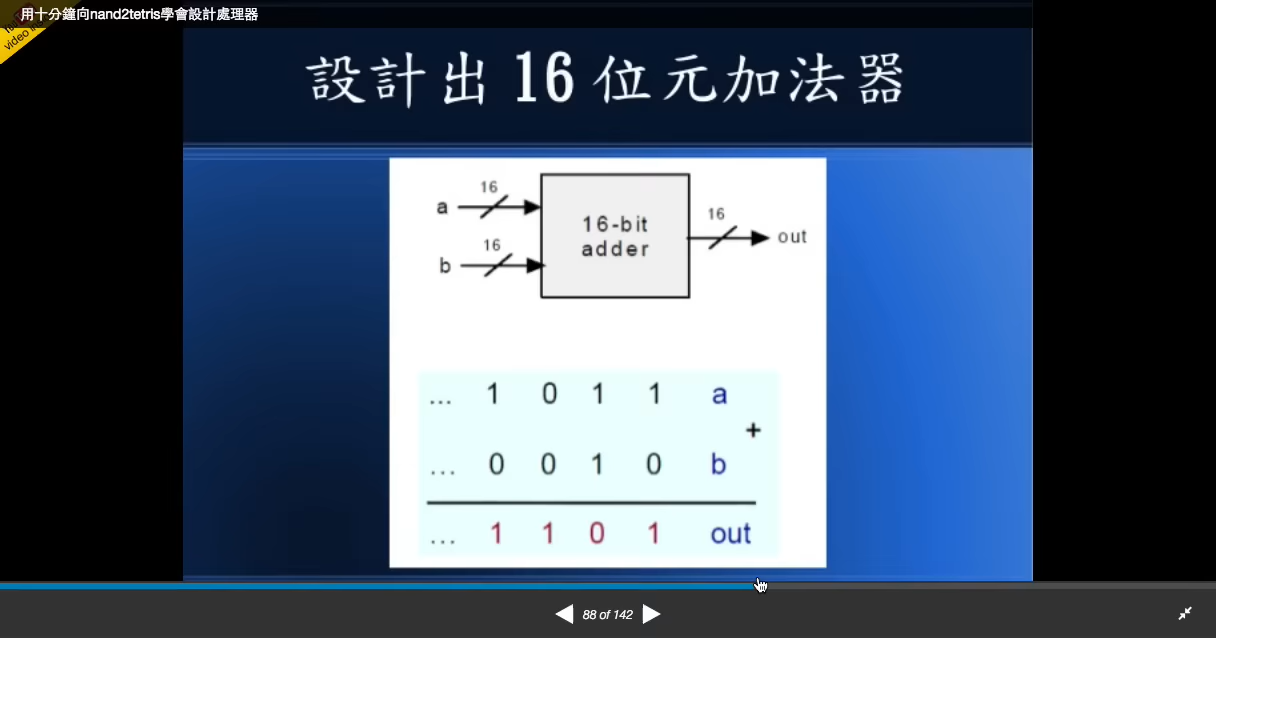 用十分鐘向nand2tetris學會設計處理器
設計出 16 位元加法器
16
a
16
b
16-bit
adder
16
out
... 1 0 1 1 a
+
... 0 0 1 0 b
... 1 1 0 1 out
88 of 142